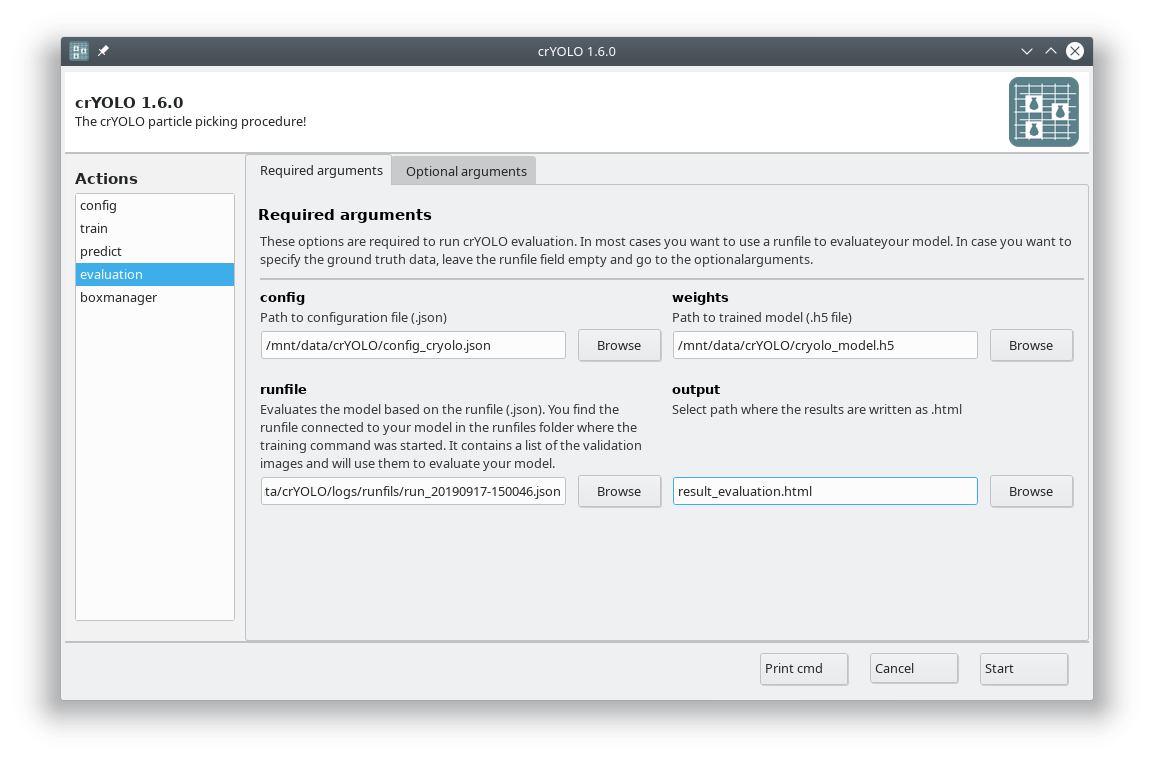 crYOLO 1.6.0
crYOLO 1.6.0
The crYOLO particle picking procedure!
Actions
config
train
predict
evaluation
boxmanager
Required arguments
Optional arguments
Required arguments
These options are required to run crYOLO evaluation. In most cases you want to use a runfile to evaluateyour model. In case you want to
specify the ground truth data, leave the runfile field empty and go to the optionalarguments.
config
Path to configuration file (.json)
/mnt/data/crYOLO/config_cryolo.json
Browse
weights
Path to trained model (.h5 file)
/mnt/data/crYOLO/cryolo_model.h5
Browse
runfile
Evaluates the model based on the runfile (.json). You find the
runfile connected to your model in the runfiles folder where the
training command was started. It contains a list of the validation
images and will use them to evaluate your model.
ta/crYOLO/logs/runfils/run_20190917-150046.json
Browse
output
Select path where the results are written as .html
result_evaluation.html
Browse
Print cmd
Cancel
Start